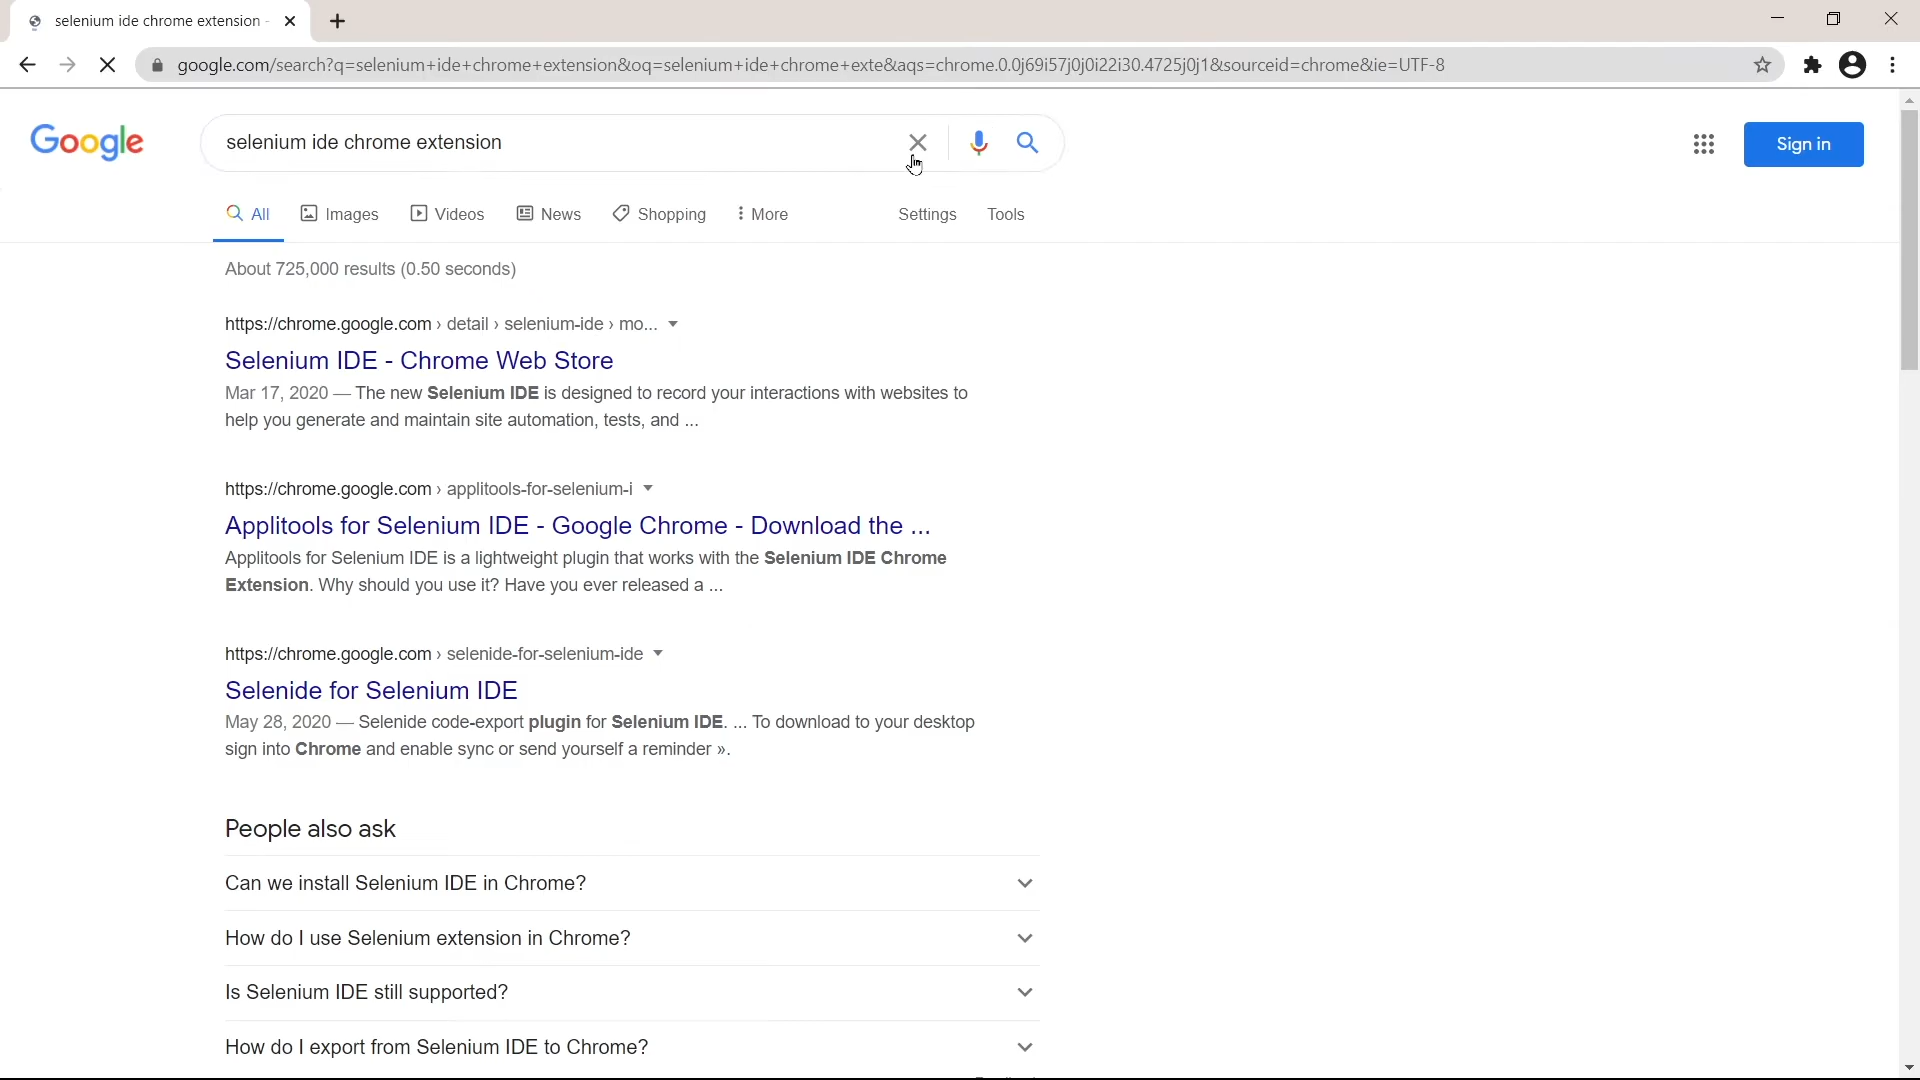 selenium ide chrome extension -
google.com/search?q=selenium+ide+chrome+extension&oq=selenium+ide+chrome+exte&aqs=chrome.0.0j69i57j0j0i22i30.4725j0j1&sourceid=chrome&ie=UTF-8
Google
selenium ide chrome extension
Sign in
All Images Videos News Shopping More Settings Tools
About 725,000 results (0.50 seconds)
https://chrome.google.com › detail › selenium-ide › mo...
Selenium IDE - Chrome Web Store
Mar 17, 2020 — The new Selenium IDE is designed to record your interactions with websites to
help you generate and maintain site automation, tests, and ...
https://chrome.google.com › applitools-for-selenium-i
Applitools for Selenium IDE - Google Chrome - Download the ...
Applitools for Selenium IDE is a lightweight plugin that works with the Selenium IDE Chrome
Extension. Why should you use it? Have you ever released a ...
https://chrome.google.com › selenide-for-selenium-ide
Selenide for Selenium IDE
May 28, 2020 — Selenide code-export plugin for Selenium IDE. ... To download to your desktop
sign into Chrome and enable sync or send yourself a reminder ».
People also ask
Can we install Selenium IDE in Chrome?
How do I use Selenium extension in Chrome?
Is Selenium IDE still supported?
How do I export from Selenium IDE to Chrome?